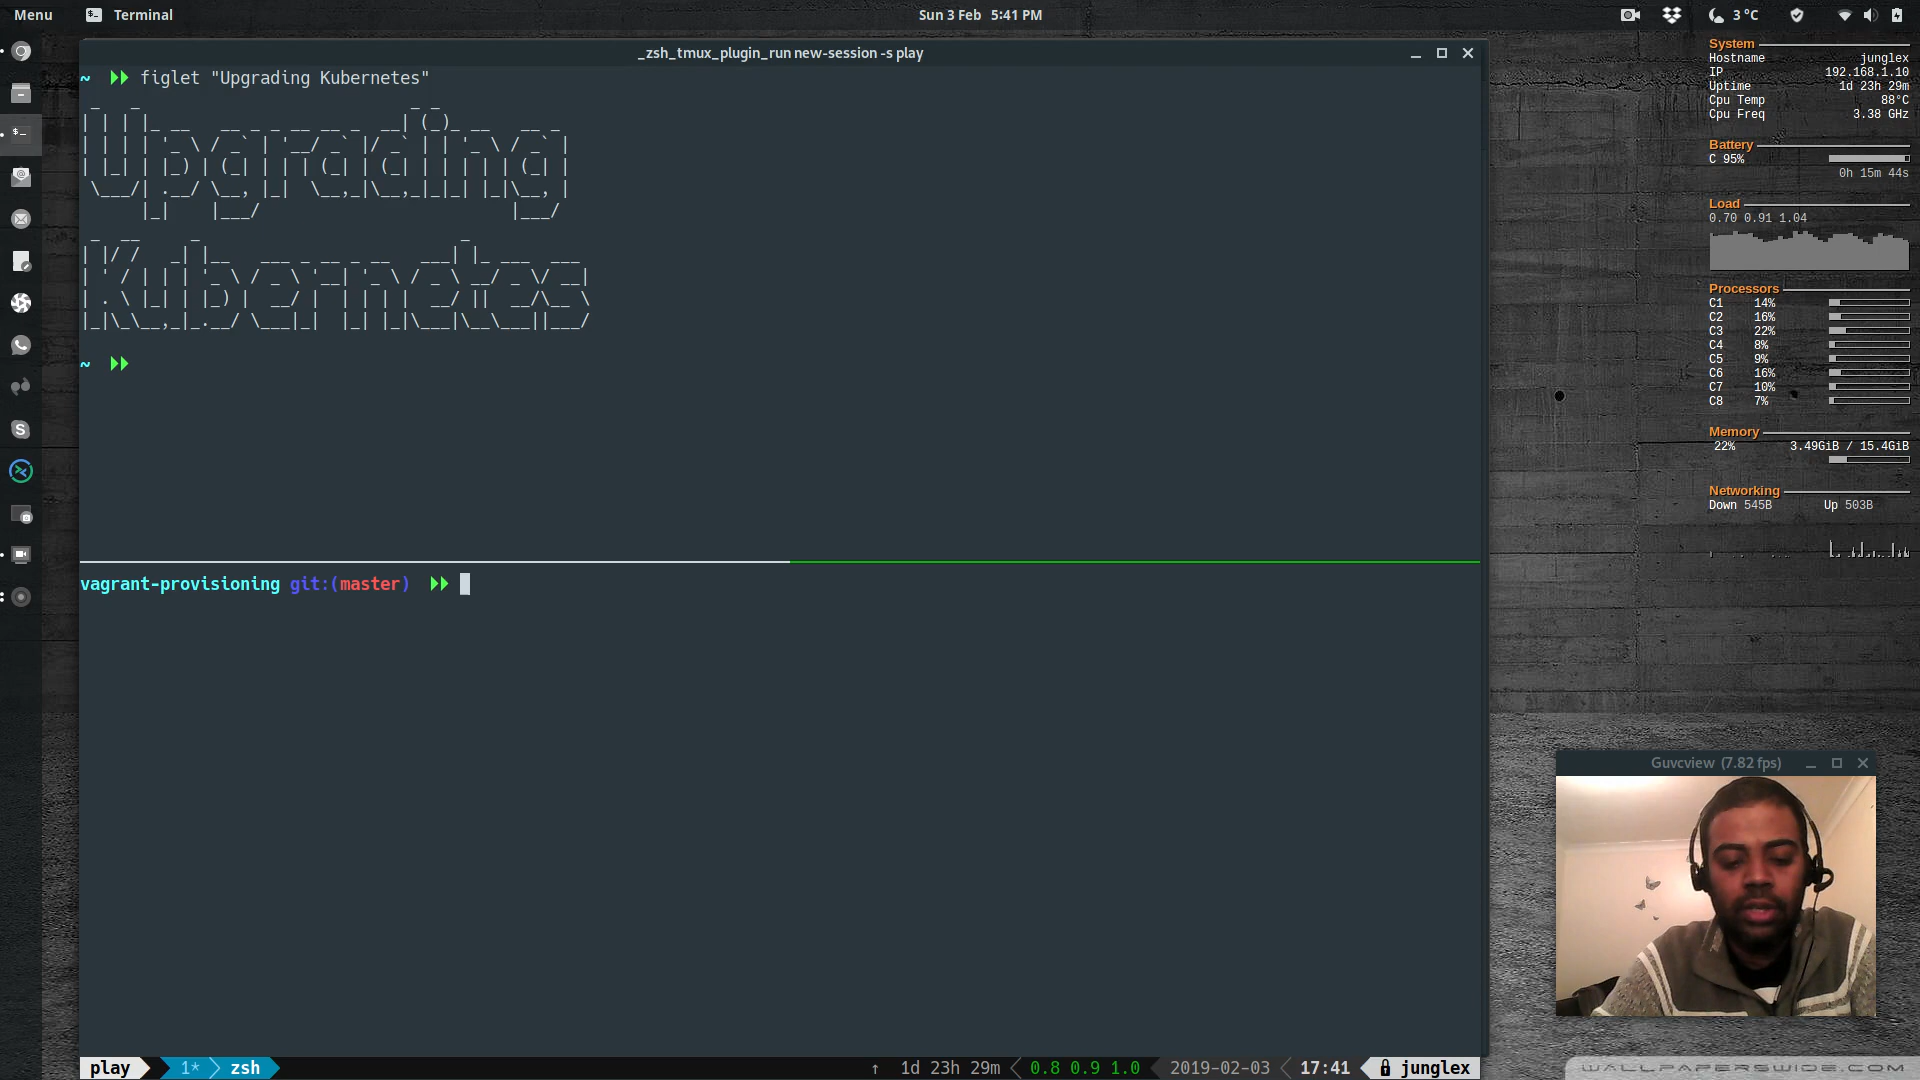 Menu Terminal Sun 3 Feb 5:41 PM 3 °C
_zsh_tmux_plugin_run new-session -s play
~ figlet "Upgrading Kubernetes"
Upgrading
Kubernetes
~
vagrant-provisioning git:(master)
play 1* zsh ↑ 1d 23h 29m 0.8 0.9 1.0 2019-02-03 17:41 junglex
System
Hostname junglex
IP 192.168.1.10
Uptime 1d 23h 29m
Cpu Temp 88°C
Cpu Freq 3.38 GHz
Battery
C 95%
0h 15m 44s
Load
0.70 0.91 1.04
Processors
C1 14%
C2 16%
C3 22%
C4 8%
C5 9%
C6 16%
C7 10%
C8 7%
Memory
22% 3.49GiB / 15.4GiB
Networking
Down 545B Up 503B
Guvcview (7.82 fps)
WALLPAPERSWIDE.COM